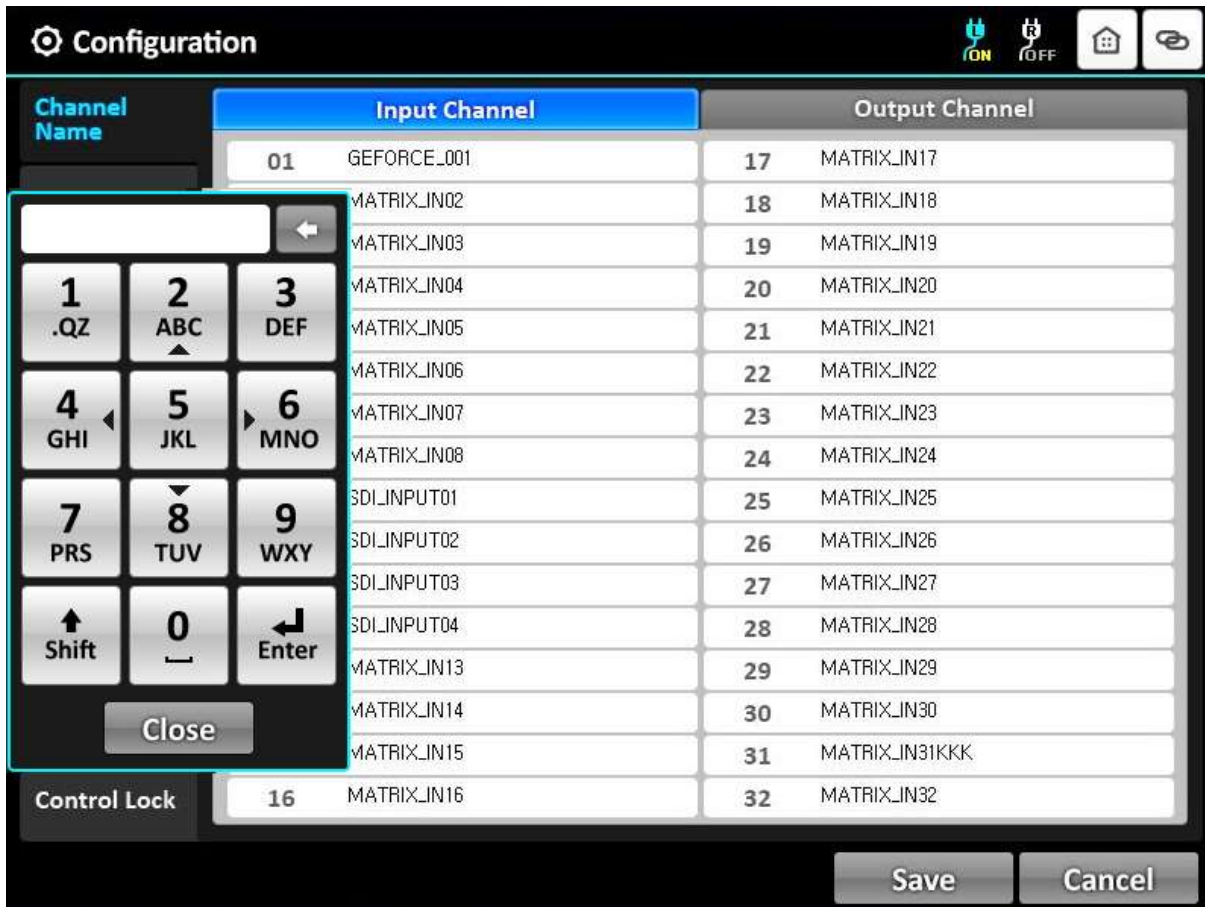 Configuration
L
ON
R
OFF
Channel
Name
Input Channel
Output Channel
01 GEFORCE_001
17 MATRIX_IN17
MATRIX_IN02
18 MATRIX_IN18
MATRIX_IN03
19 MATRIX_IN19
MATRIX_IN04
20 MATRIX_IN20
MATRIX_IN05
21 MATRIX_IN21
MATRIX_IN06
22 MATRIX_IN22
MATRIX_IN07
23 MATRIX_IN23
MATRIX_IN08
24 MATRIX_IN24
SDI_INPUT01
25 MATRIX_IN25
SDI_INPUT02
26 MATRIX_IN26
SDI_INPUT03
27 MATRIX_IN27
SDI_INPUT04
28 MATRIX_IN28
MATRIX_IN13
29 MATRIX_IN29
MATRIX_IN14
30 MATRIX_IN30
MATRIX_IN15
31 MATRIX_IN31KKK
16 MATRIX_IN16
32 MATRIX_IN32
1
.QZ
2
ABC
3
DEF
4
GHI
5
JKL
6
MNO
7
PRS
8
TUV
9
WXY
Shift
0
Enter
Close
Control Lock
Save
Cancel